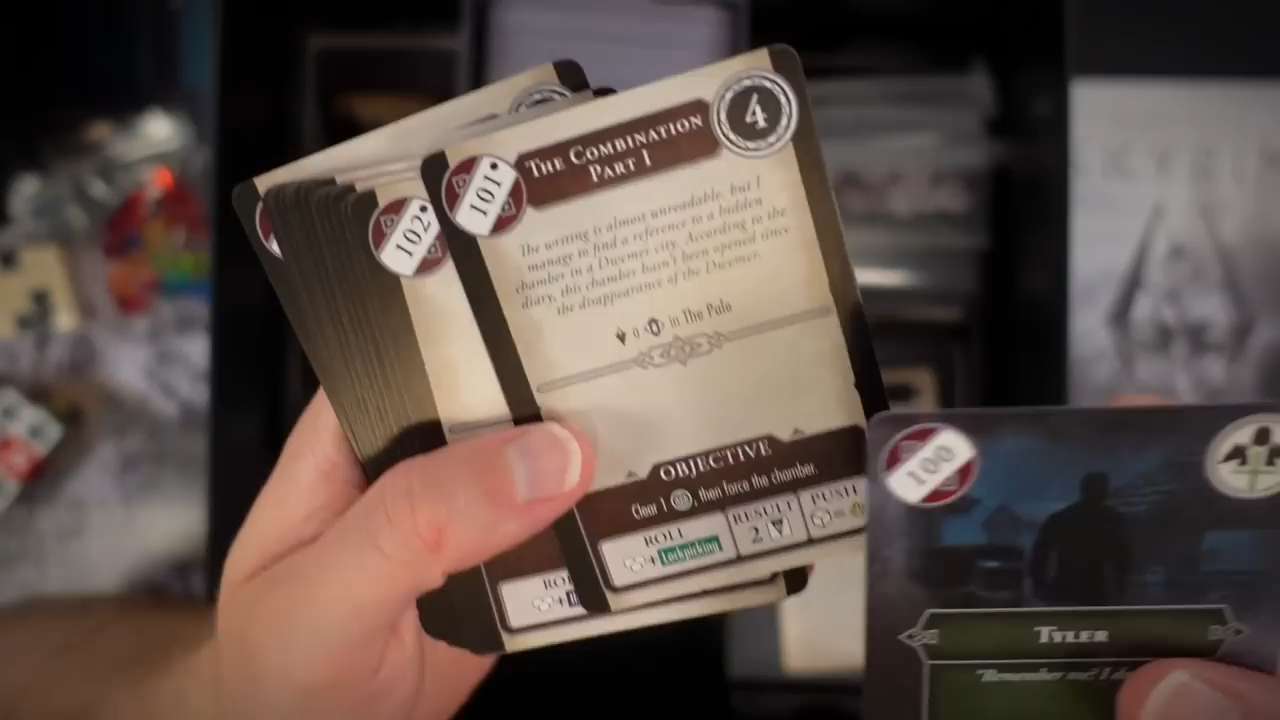 4
THE COMBINATION
PART I
101
102
The writing is almost unreadable, but I
manage to find a reference to a hidden
chamber in a Dwemer city. According to the
diary, this chamber hasn't been opened since
the disappearance of the Dwemer.
in The Pale
OBJECTIVE
Clear 1 , then force the chamber.
ROLL
+ Lockpicking
RESULT
2
PUSH
=
100
TYLER
"Remember me? I